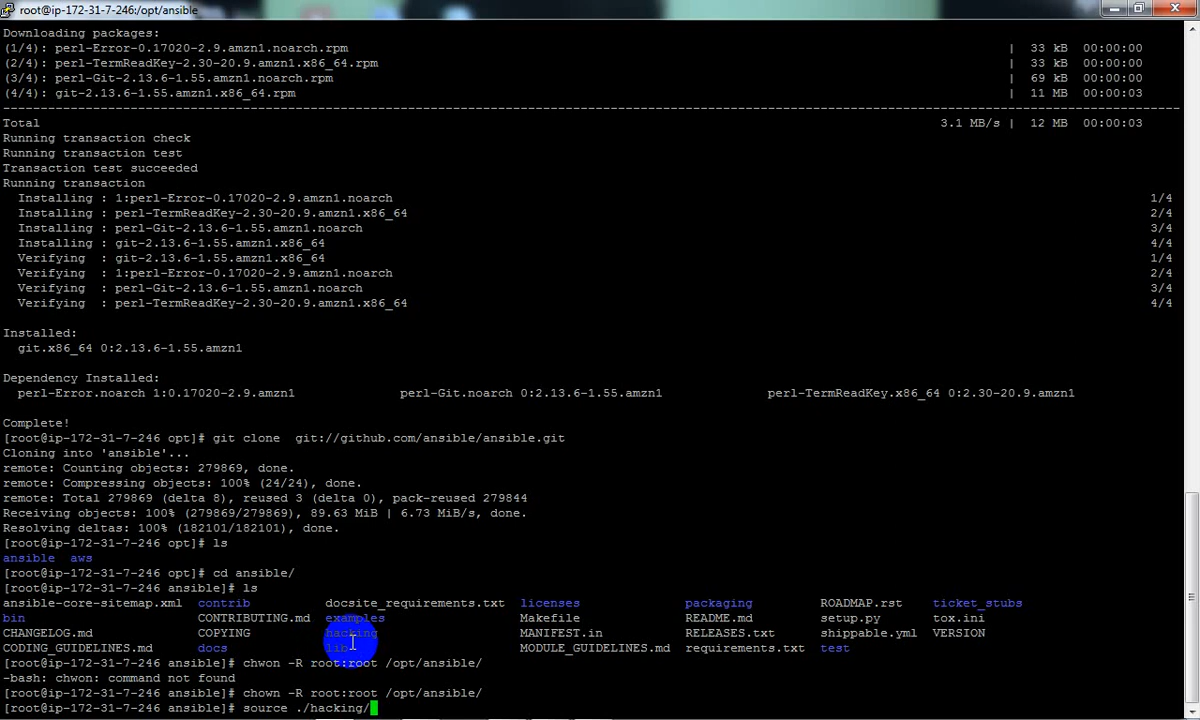 root@ip-172-31-7-246:/opt/ansible
Downloading packages:
(1/4): perl-Error-0.17020-2.9.amzn1.noarch.rpm | 33 kB 00:00:00
(2/4): perl-TermReadKey-2.30-20.9.amzn1.x86_64.rpm | 33 kB 00:00:00
(3/4): perl-Git-2.13.6-1.55.amzn1.noarch.rpm | 69 kB 00:00:00
(4/4): git-2.13.6-1.55.amzn1.x86_64.rpm | 11 MB 00:00:03
Total 3.1 MB/s | 12 MB 00:00:03
Running transaction check
Running transaction test
Transaction test succeeded
Running transaction
Installing : 1:perl-Error-0.17020-2.9.amzn1.noarch 1/4
Installing : perl-TermReadKey-2.30-20.9.amzn1.x86_64 2/4
Installing : perl-Git-2.13.6-1.55.amzn1.noarch 3/4
Installing : git-2.13.6-1.55.amzn1.x86_64 4/4
Verifying : git-2.13.6-1.55.amzn1.x86_64 1/4
Verifying : 1:perl-Error-0.17020-2.9.amzn1.noarch 2/4
Verifying : perl-Git-2.13.6-1.55.amzn1.noarch 3/4
Verifying : perl-TermReadKey-2.30-20.9.amzn1.x86_64 4/4
Installed:
git.x86_64 0:2.13.6-1.55.amzn1
Dependency Installed:
perl-Error.noarch 1:0.17020-2.9.amzn1 perl-Git.noarch 0:2.13.6-1.55.amzn1 perl-TermReadKey.x86_64 0:2.30-20.9.amzn1
Complete!
[root@ip-172-31-7-246 opt]# git clone  git://github.com/ansible/ansible.git
Cloning into 'ansible'...
remote: Counting objects: 279869, done.
remote: Compressing objects: 100% (24/24), done.
remote: Total 279869 (delta 8), reused 3 (delta 0), pack-reused 279844
Receiving objects: 100% (279869/279869), 89.63 MiB | 6.73 MiB/s, done.
Resolving deltas: 100% (182101/182101), done.
[root@ip-172-31-7-246 opt]# ls
ansible aws
[root@ip-172-31-7-246 opt]# cd ansible/
[root@ip-172-31-7-246 ansible]# ls
ansible-core-sitemap.xml contrib docsite_requirements.txt licenses packaging ROADMAP.rst ticket_stubs
bin CONTRIBUTING.md examples Makefile README.md setup.py tox.ini
CHANGELOG.md COPYING hacking MANIFEST.in RELEASES.txt shippable.yml VERSION
CODING_GUIDELINES.md docs lib MODULE_GUIDELINES.md requirements.txt test
[root@ip-172-31-7-246 ansible]# chwon -R root:root /opt/ansible/
-bash: chwon: command not found
[root@ip-172-31-7-246 ansible]# chown -R root:root /opt/ansible/
[root@ip-172-31-7-246 ansible]# source ./hacking/